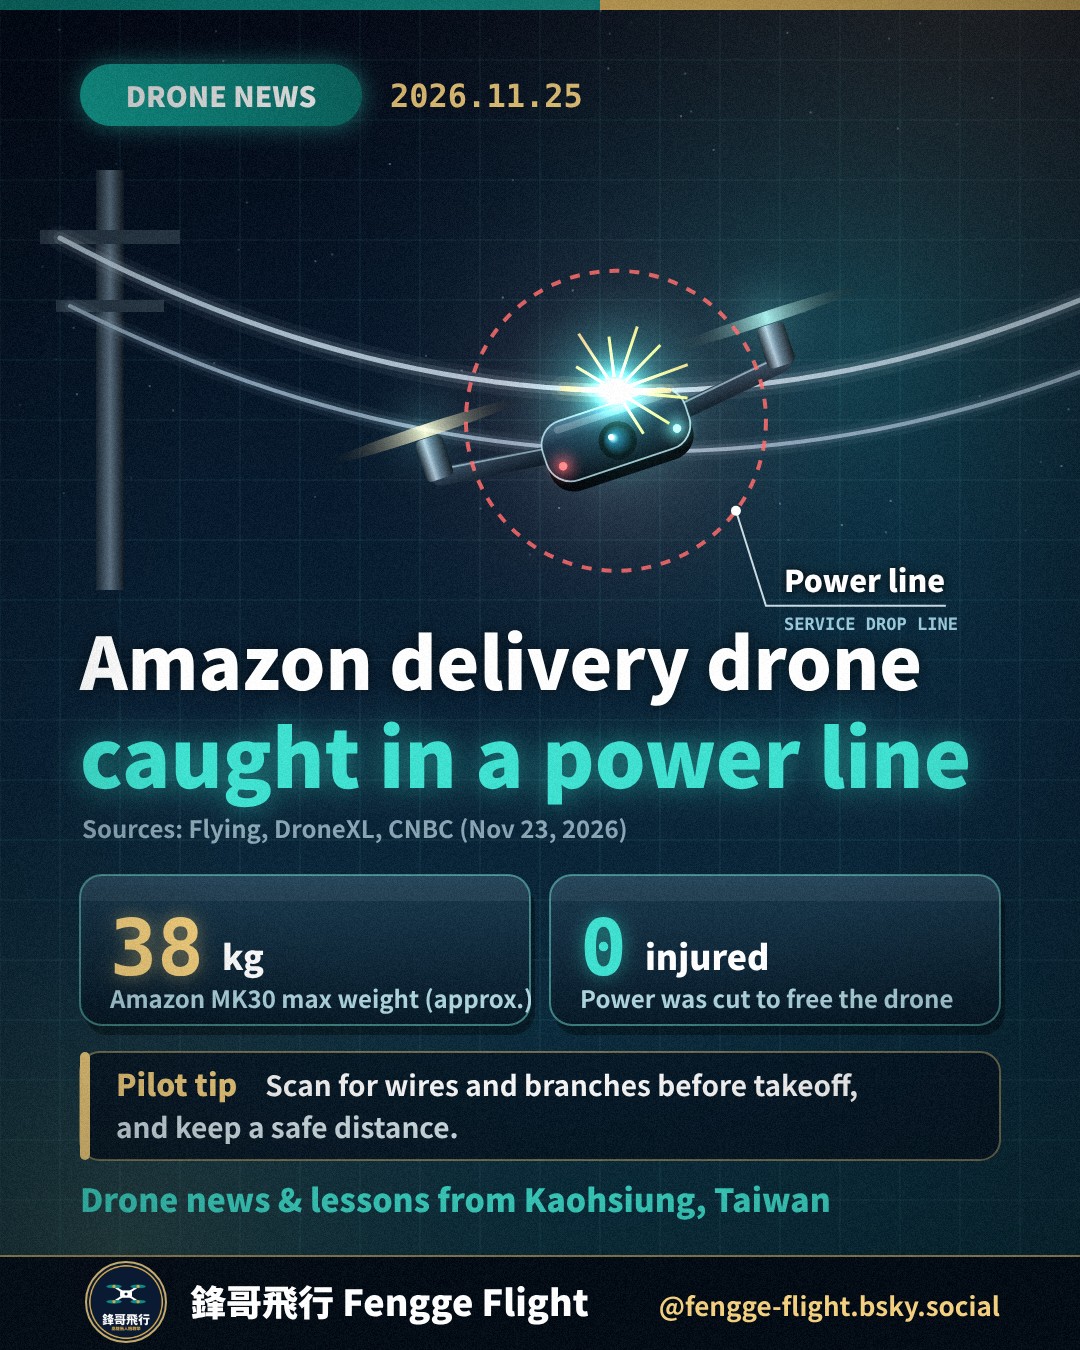 DRONE NEWS 2026.11.25
Power line
SERVICE DROP LINE
Amazon delivery drone
caught in a power line
Sources: Flying, DroneXL, CNBC (Nov 23, 2026)
38 kg
Amazon MK30 max weight (approx.)
0 injured
Power was cut to free the drone
Pilot tip Scan for wires and branches before takeoff,
and keep a safe distance.
Drone news & lessons from Kaohsiung, Taiwan
鋒哥飛行
鋒哥飛行 Fengge Flight
@fengge-flight.bsky.social